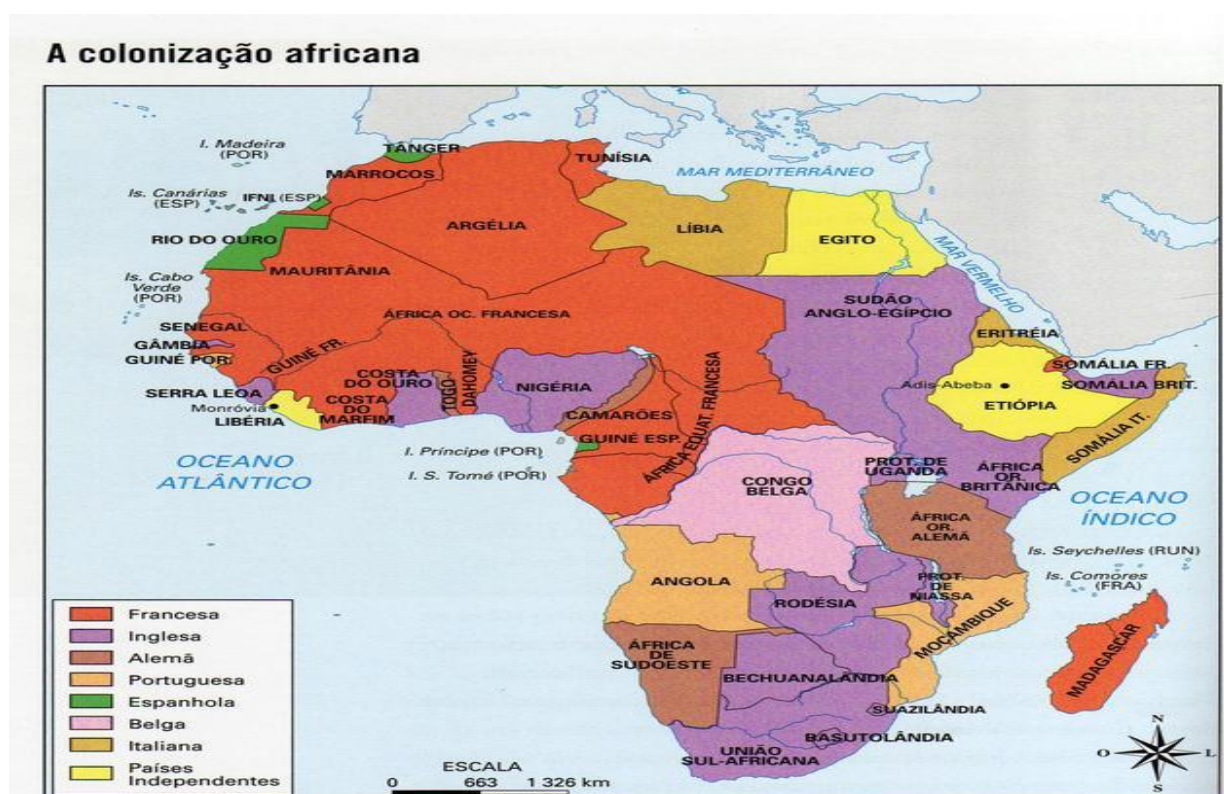 A colonização africana
I. Madeira
(POR)
TÂNGER
TUNÍSIA
MAR MEDITERRÂNEO
MARROCOS
Is. Canárias
(ESP)
IFNI (ESP)
ARGÉLIA
LÍBIA
EGITO
RIO DO OURO
MAR VERMELHO
MAURITÂNIA
Is. Cabo
Verde
(POR)
SUDÃO
ANGLO-EGÍPCIO
ÁFRICA OC. FRANCESA
SENEGAL
GÂMBIA
GUINÉ POR.
GUINÉ FR.
ERITRÉIA
SOMÁLIA FR.
SOMÁLIA BRIT.
COSTA
DO OURO
TOGO
DAHOMEY
NIGÉRIA
ÁFRICA EQUAT. FRANCESA
Adis-Abeba
ETIÓPIA
SERRA LEOA
Monróvia
LIBÉRIA
COSTA
DO
MARFIM
CAMARÕES
GUINÉ ESP.
SOMÁLIA IT.
I. Príncipe (POR)
I. S. Tomé (POR)
OCEANO
ATLÂNTICO
CONGO
BELGA
PROT. DE
UGANDA
ÁFRICA
OR.
BRITÂNICA
OCEANO
ÍNDICO
ÁFRICA
OR.
ALEMÃ
Is. Seychelles (RUN)
Is. Comores
(FRA)
ANGOLA
RODÉSIA
PROT.
DE
NIASSA
MOÇAMBIQUE
MADAGASCAR
ÁFRICA
DE
SUDOESTE
BECHUANALÂNDIA
SUAZILÂNDIA
BASUTOLÂNDIA
UNIÃO
SUL-AFRICANA
Francesa
Inglesa
Alemã
Portuguesa
Espanhola
Belga
Italiana
Países
Independentes
ESCALA
0 663 1 326 km
N
O
L
S